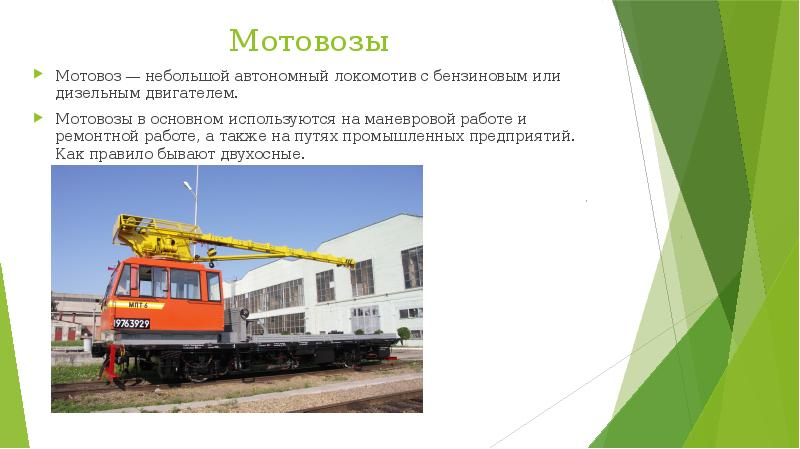 Мотовозы
Мотовоз — небольшой автономный локомотив с бензиновым или
дизельным двигателем.
Мотовозы в основном используются на маневровой работе и
ремонтной работе, а также на путях промышленных предприятий.
Как правило бывают двухосные.
МПТ-6
19763929